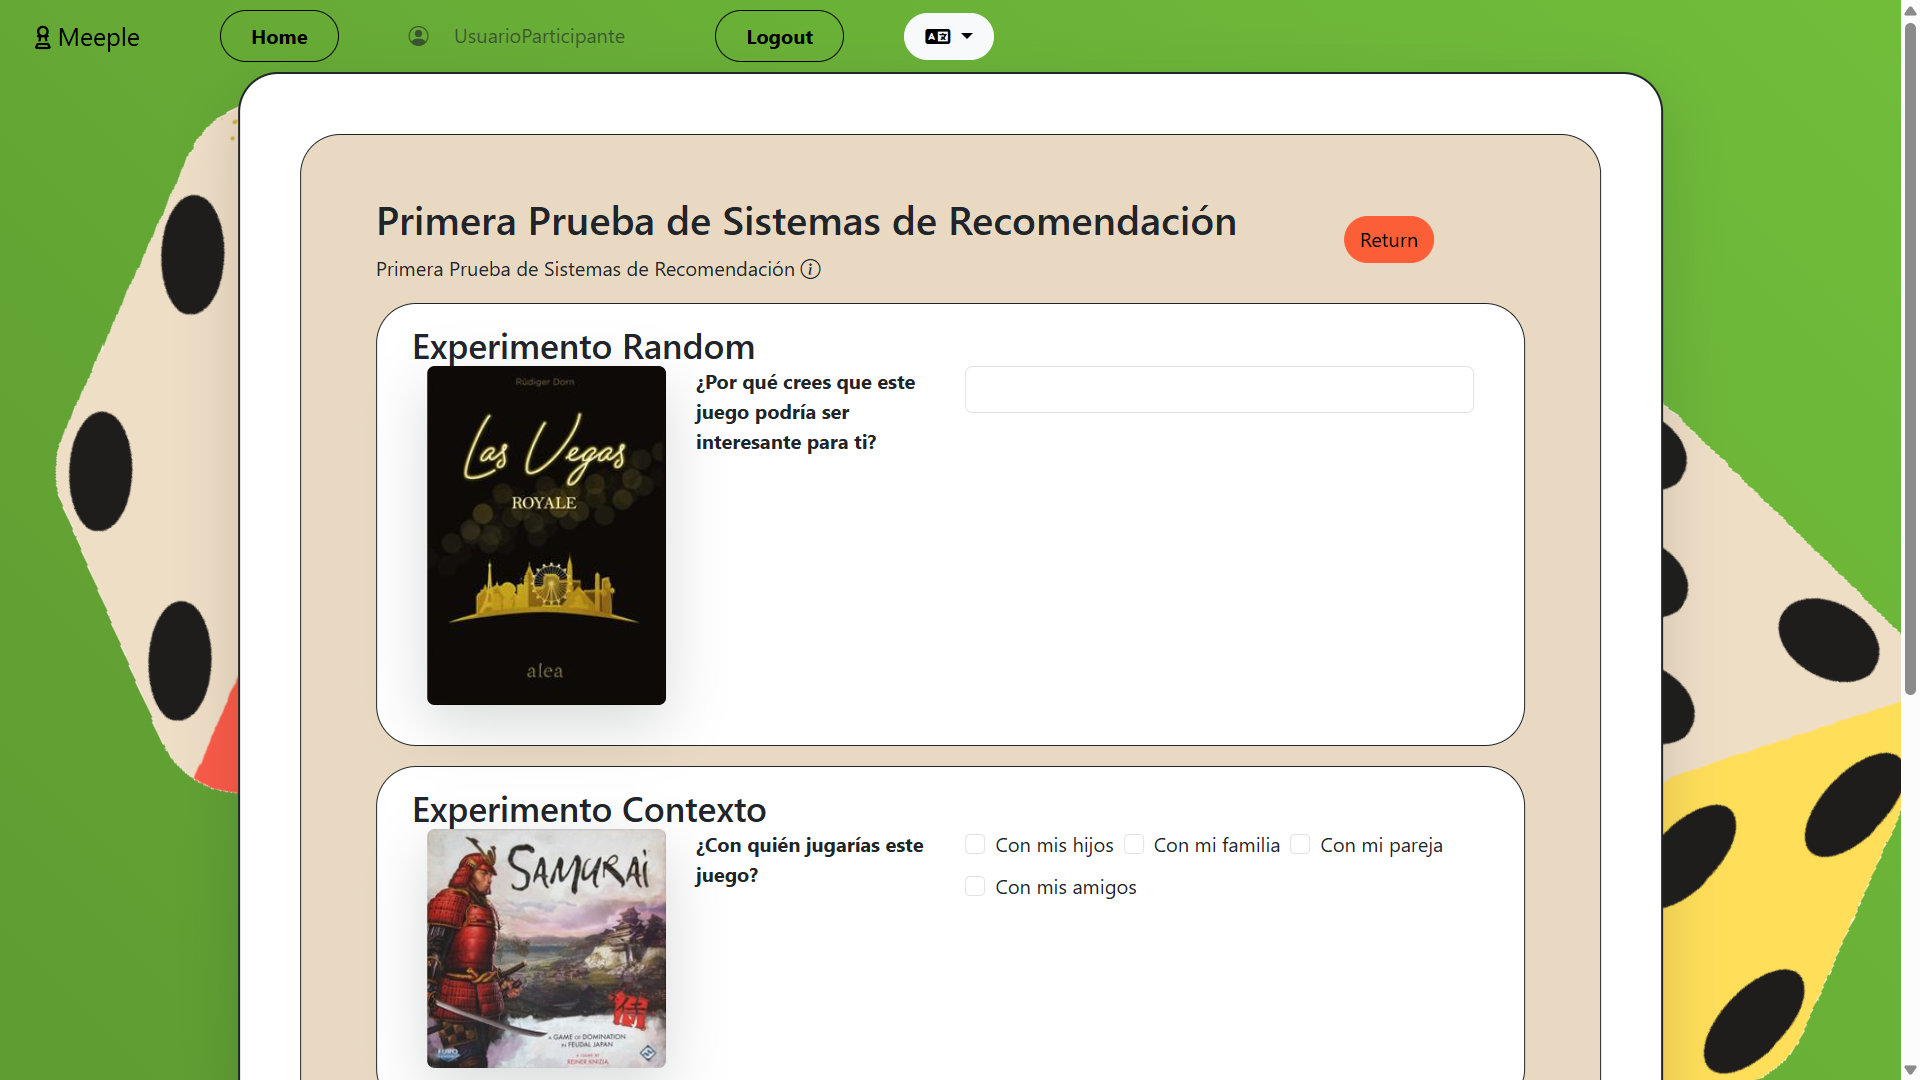 Meeple
Home
UsuarioParticipante
Logout
Primera Prueba de Sistemas de Recomendación
Return
Primera Prueba de Sistemas de Recomendación
Experimento Random
Rüdiger Dorn
Las Vegas
ROYALE
alea
¿Por qué crees que este
juego podría ser
interesante para ti?
Experimento Contexto
SAMURAI
侍
A GAME OF DOMINATION
IN FEUDAL JAPAN
A GAME BY
REINER KNIZIA
EURO
¿Con quién jugarías este
juego?
Con mis hijos Con mi familia Con mi pareja
Con mis amigos